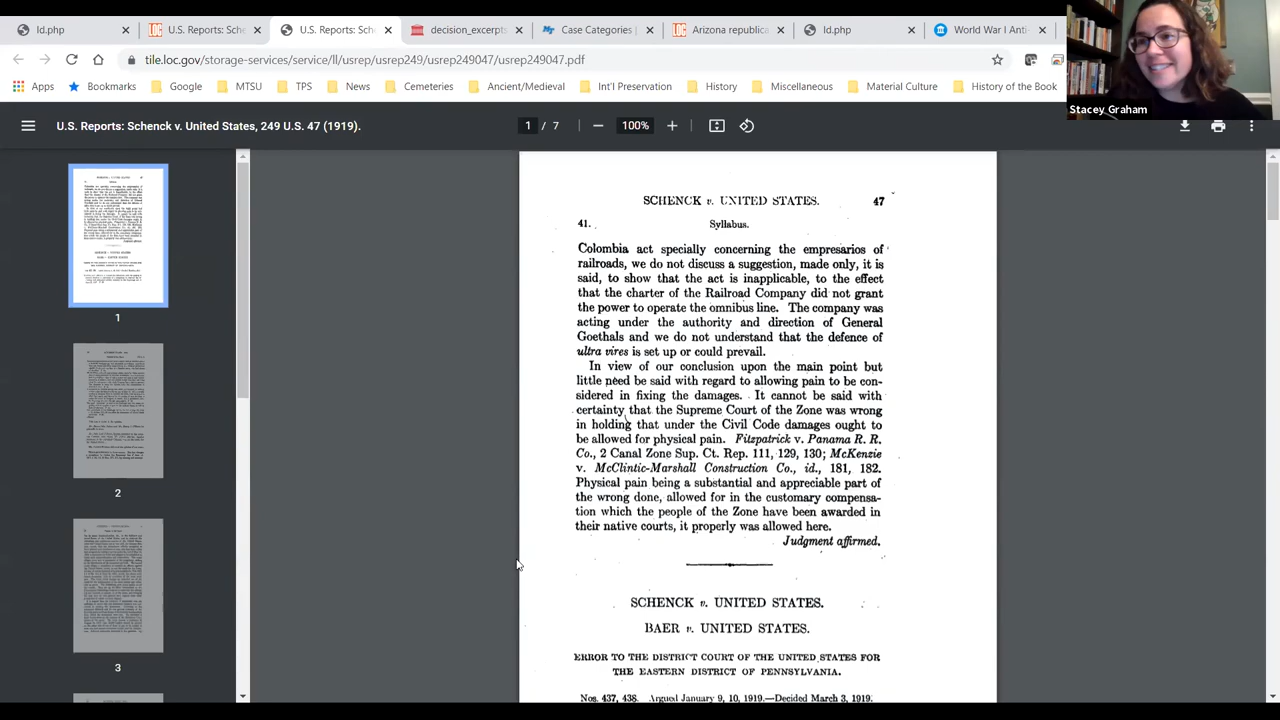 ld.php
U.S. Reports: Sche
U.S. Reports: Sche
decision_excerpts
Case Categories |
Arizona republica
ld.php
World War I Anti-
tile.loc.gov/storage-services/service/ll/usrep/usrep249/usrep249047/usrep249047.pdf
Apps
Bookmarks
Google
MTSU
TPS
News
Cemeteries
Ancient/Medieval
Int'l Preservation
History
Miscellaneous
Material Culture
History of the Book
Stacey Graham
U.S. Reports: Schenck v. United States, 249 U.S. 47 (1919).
1 / 7
100%
1
2
3
SCHENCK v. UNITED STATES. 47
41. Syllabus.
Colombia act specially concerning the empresarios of
railroads, we do not discuss a suggestion, made only, it is
said, to show that the act is inapplicable, to the effect
that the charter of the Railroad Company did not grant
the power to operate the omnibus line. The company was
acting under the authority and direction of General
Goethals and we do not understand that the defence of
ultra vires is set up or could prevail.
In view of our conclusion upon the main point but
little need be said with regard to allowing pain to be con-
sidered in fixing the damages. It cannot be said with
certainty that the Supreme Court of the Zone was wrong
in holding that under the Civil Code damages ought to
be allowed for physical pain. Fitzpatrick v. Panama R. R.
Co., 2 Canal Zone Sup. Ct. Rep. 111, 129, 130; McKenzie
v. McClintic-Marshall Construction Co., id., 181, 182.
Physical pain being a substantial and appreciable part of
the wrong done, allowed for in the customary compensa-
tion which the people of the Zone have been awarded in
their native courts, it properly was allowed here.
Judgment affirmed.
SCHENCK v. UNITED STATES.
BAER v. UNITED STATES.
ERROR TO THE DISTRICT COURT OF THE UNITED STATES FOR
THE EASTERN DISTRICT OF PENNSYLVANIA.
Nos. 437, 438. Argued January 9, 10, 1919.—Decided March 3, 1919.